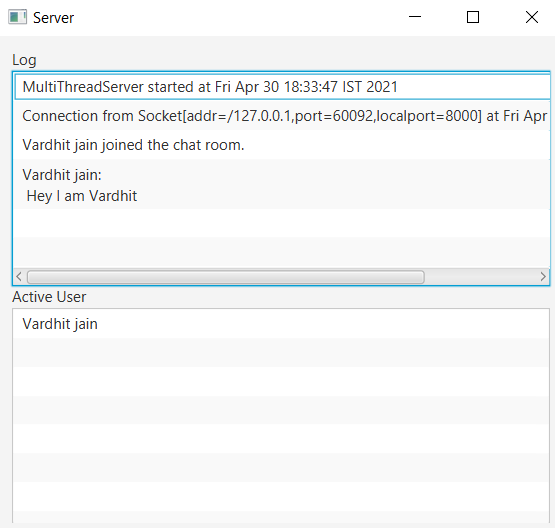 Server
Log
MultiThreadServer started at Fri Apr 30 18:33:47 IST 2021
Connection from Socket[addr=/127.0.0.1,port=60092,localport=8000] at Fri Apr
Vardhit jain joined the chat room.
Vardhit jain:
Hey I am Vardhit
Active User
Vardhit jain